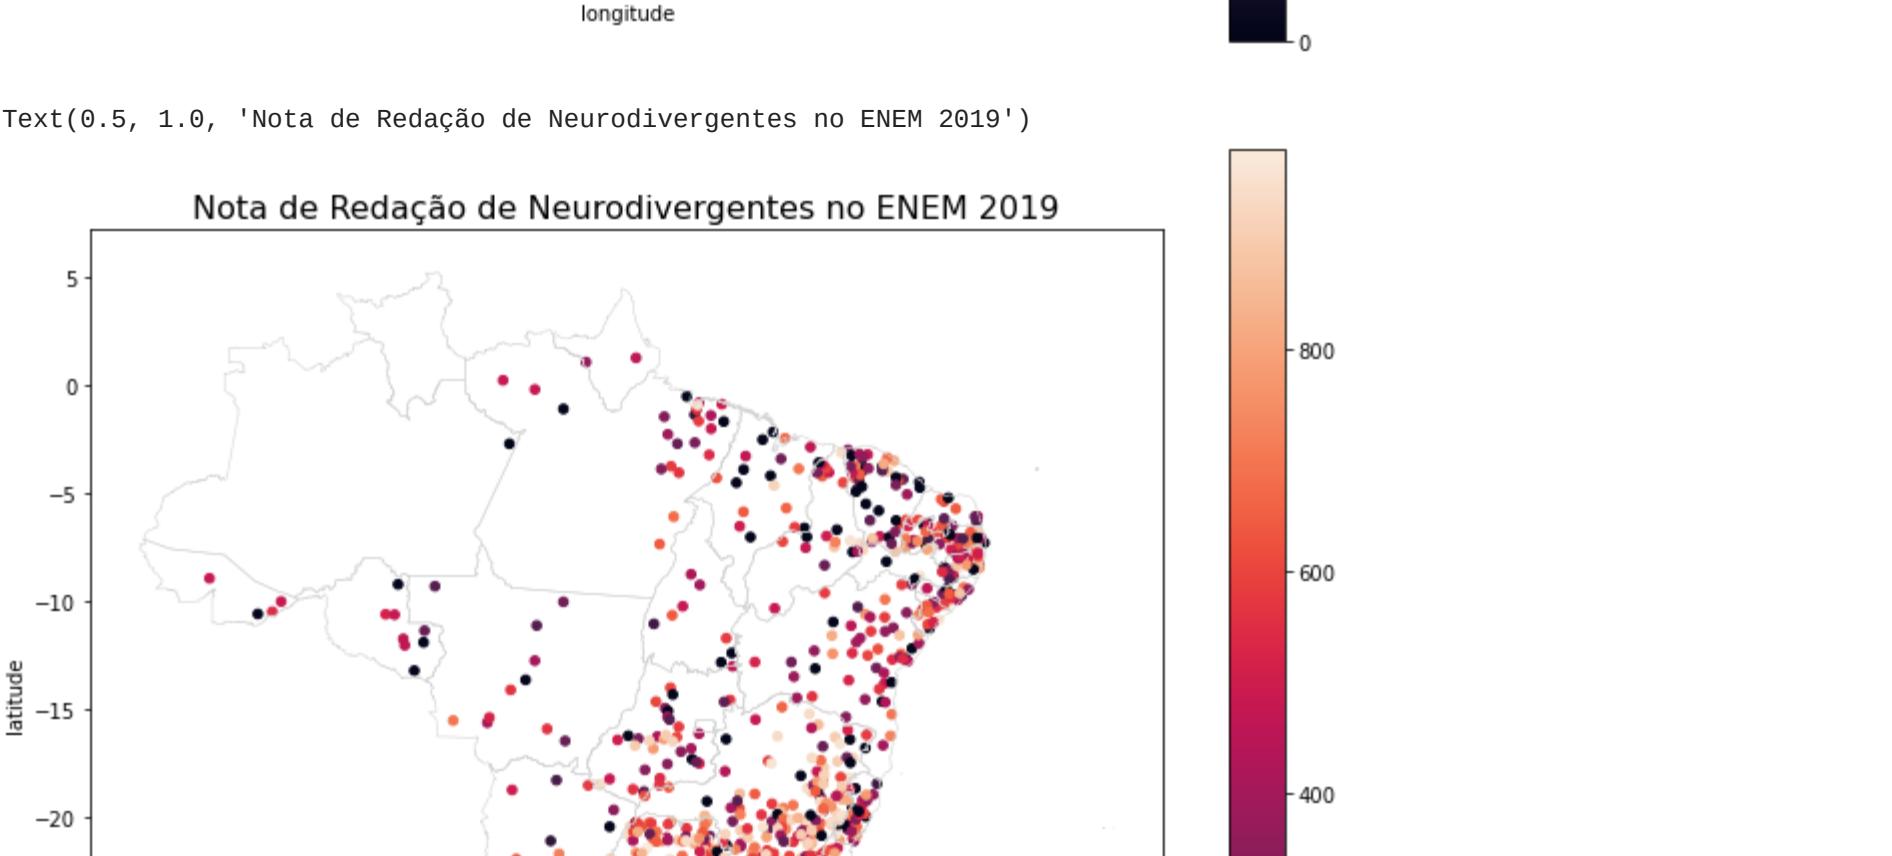 longitude
0
Text(0.5, 1.0, 'Nota de Redação de Neurodivergentes no ENEM 2019')
Nota de Redação de Neurodivergentes no ENEM 2019
5
0
−5
−10
−15
−20
latitude
800
600
400